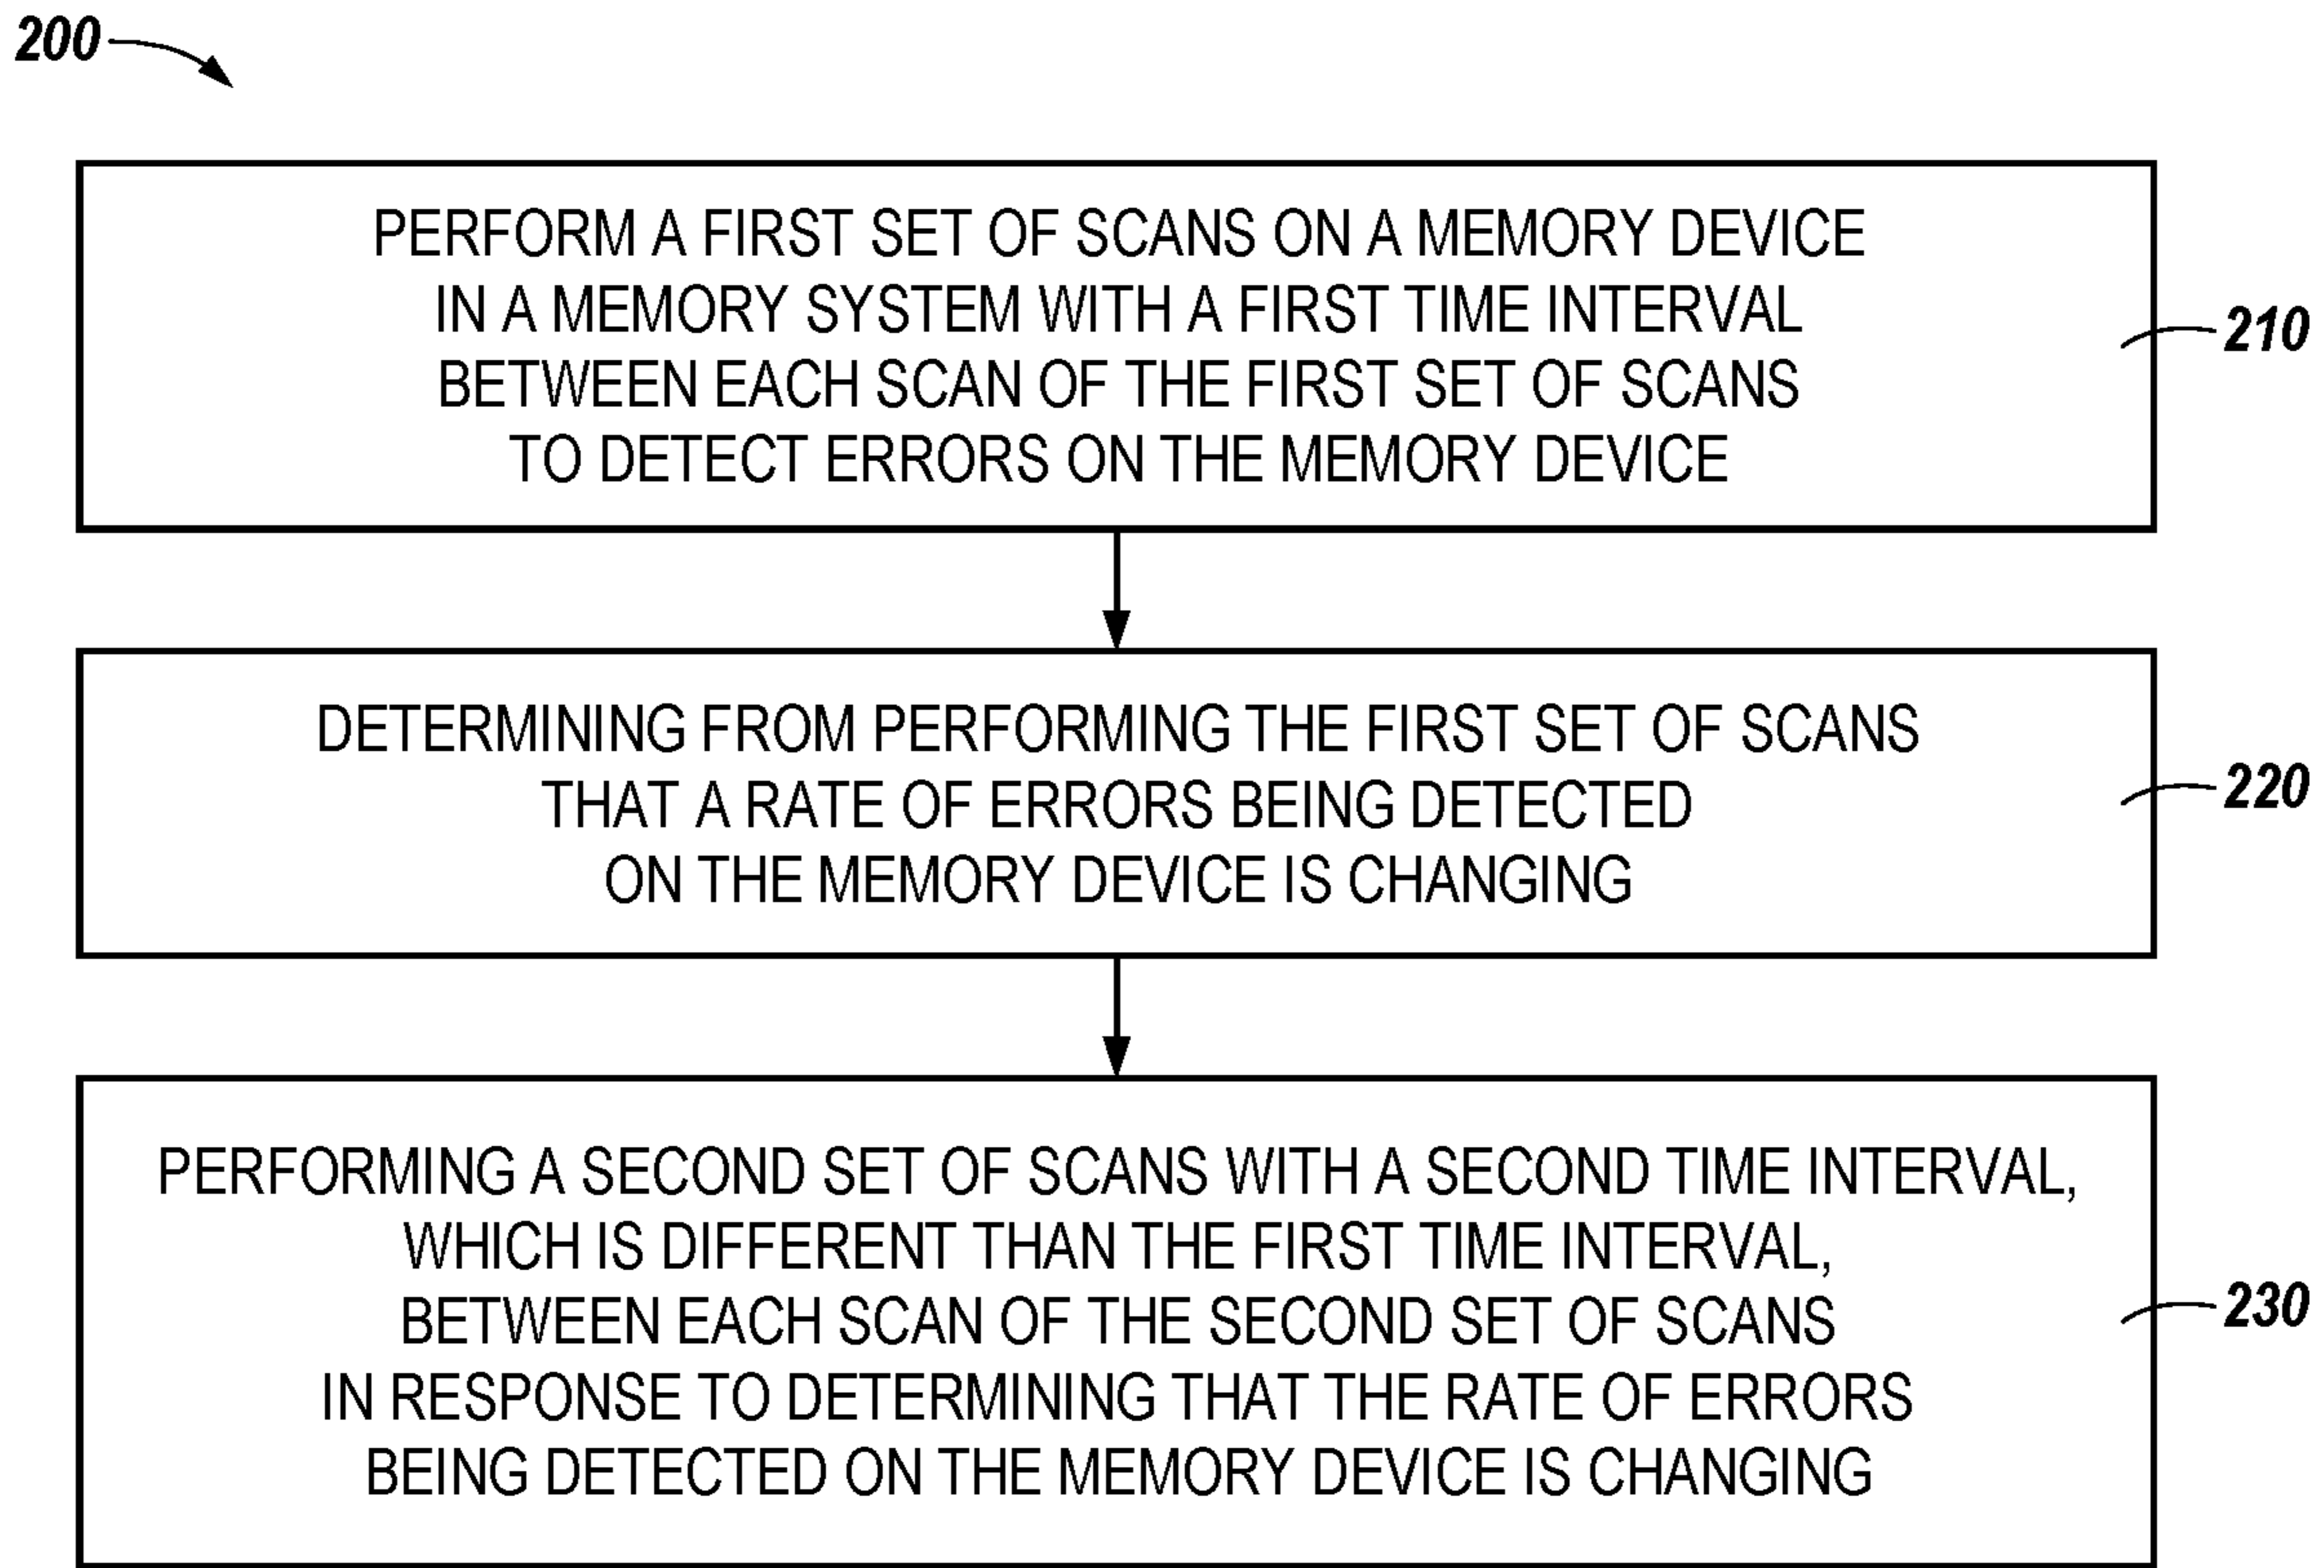 200
PERFORM A FIRST SET OF SCANS ON A MEMORY DEVICE
IN A MEMORY SYSTEM WITH A FIRST TIME INTERVAL
BETWEEN EACH SCAN OF THE FIRST SET OF SCANS
TO DETECT ERRORS ON THE MEMORY DEVICE
210
DETERMINING FROM PERFORMING THE FIRST SET OF SCANS
THAT A RATE OF ERRORS BEING DETECTED
ON THE MEMORY DEVICE IS CHANGING
220
PERFORMING A SECOND SET OF SCANS WITH A SECOND TIME INTERVAL,
WHICH IS DIFFERENT THAN THE FIRST TIME INTERVAL,
BETWEEN EACH SCAN OF THE SECOND SET OF SCANS
IN RESPONSE TO DETERMINING THAT THE RATE OF ERRORS
BEING DETECTED ON THE MEMORY DEVICE IS CHANGING
230